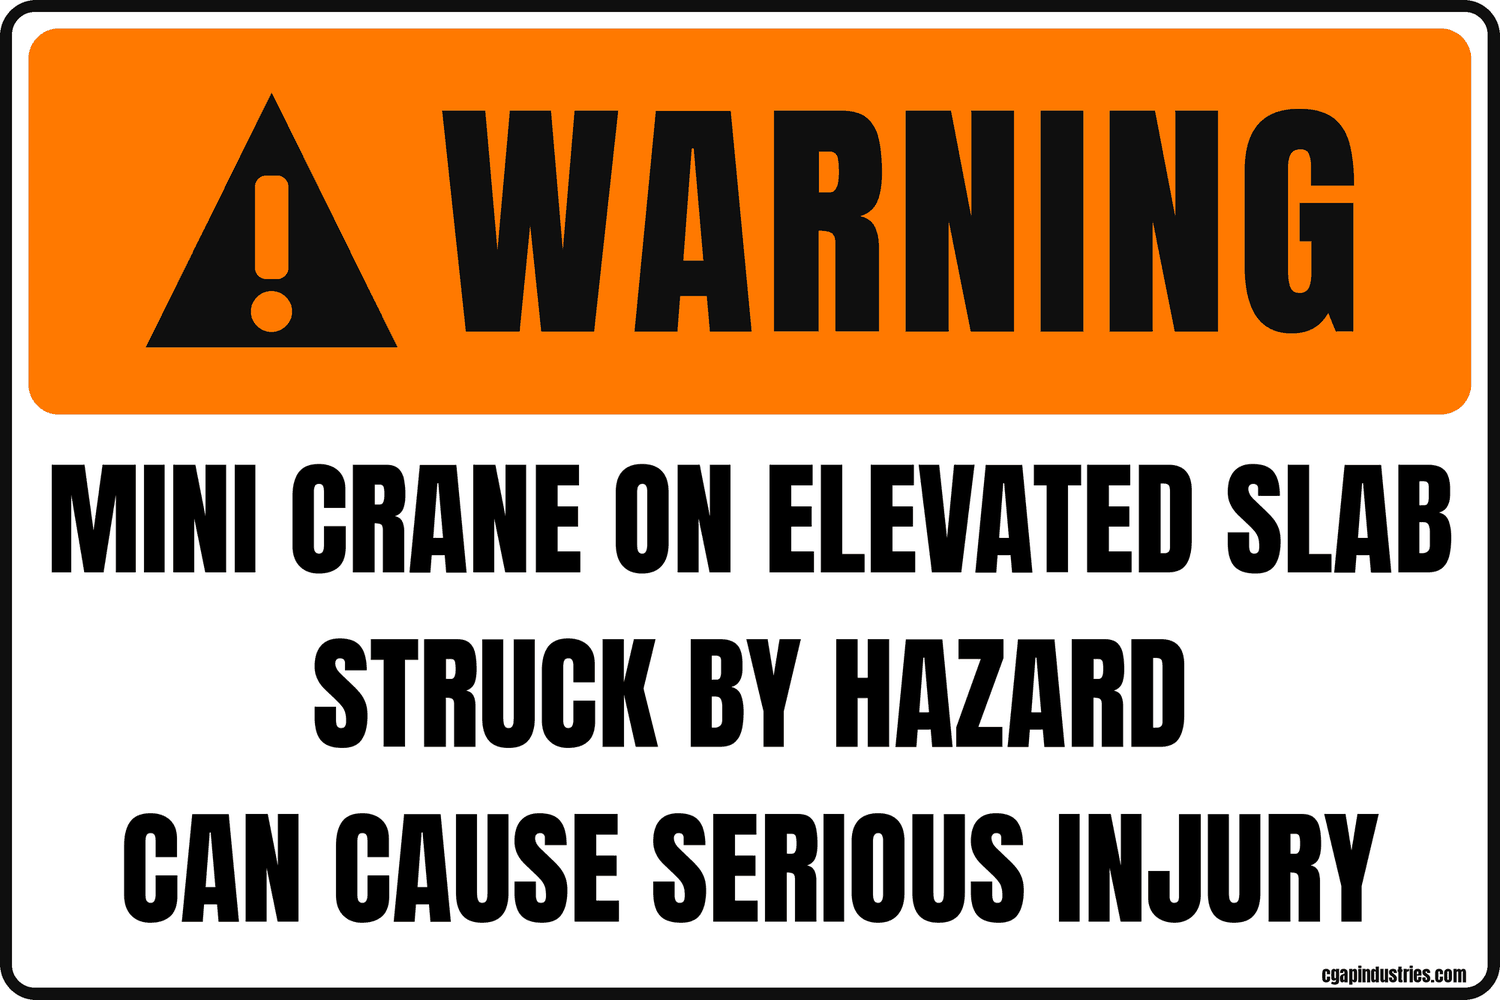 WARNING
MINI CRANE ON ELEVATED SLAB
STRUCK BY HAZARD
CAN CAUSE SERIOUS INJURY
cgapindustries.com